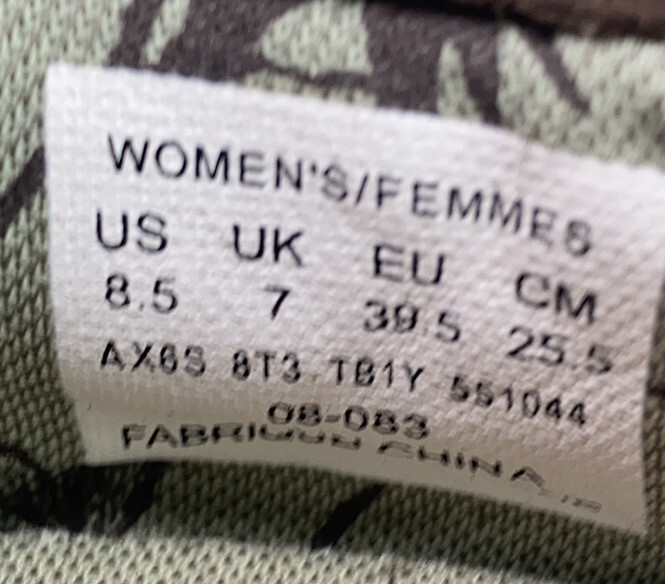 WOMEN'S/FEMMES
US UK EU CM
8.5 7 39.5 25.5
AX6S 8T3 TB1Y 551044
08-083
CHINA